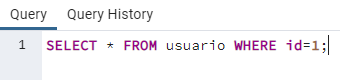 Query Query History
1 SELECT * FROM usuario WHERE id=1;